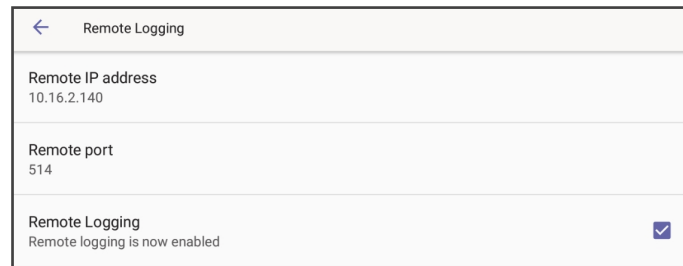 Remote Logging
Remote IP address
10.16.2.140
Remote port
514
Remote Logging
Remote logging is now enabled